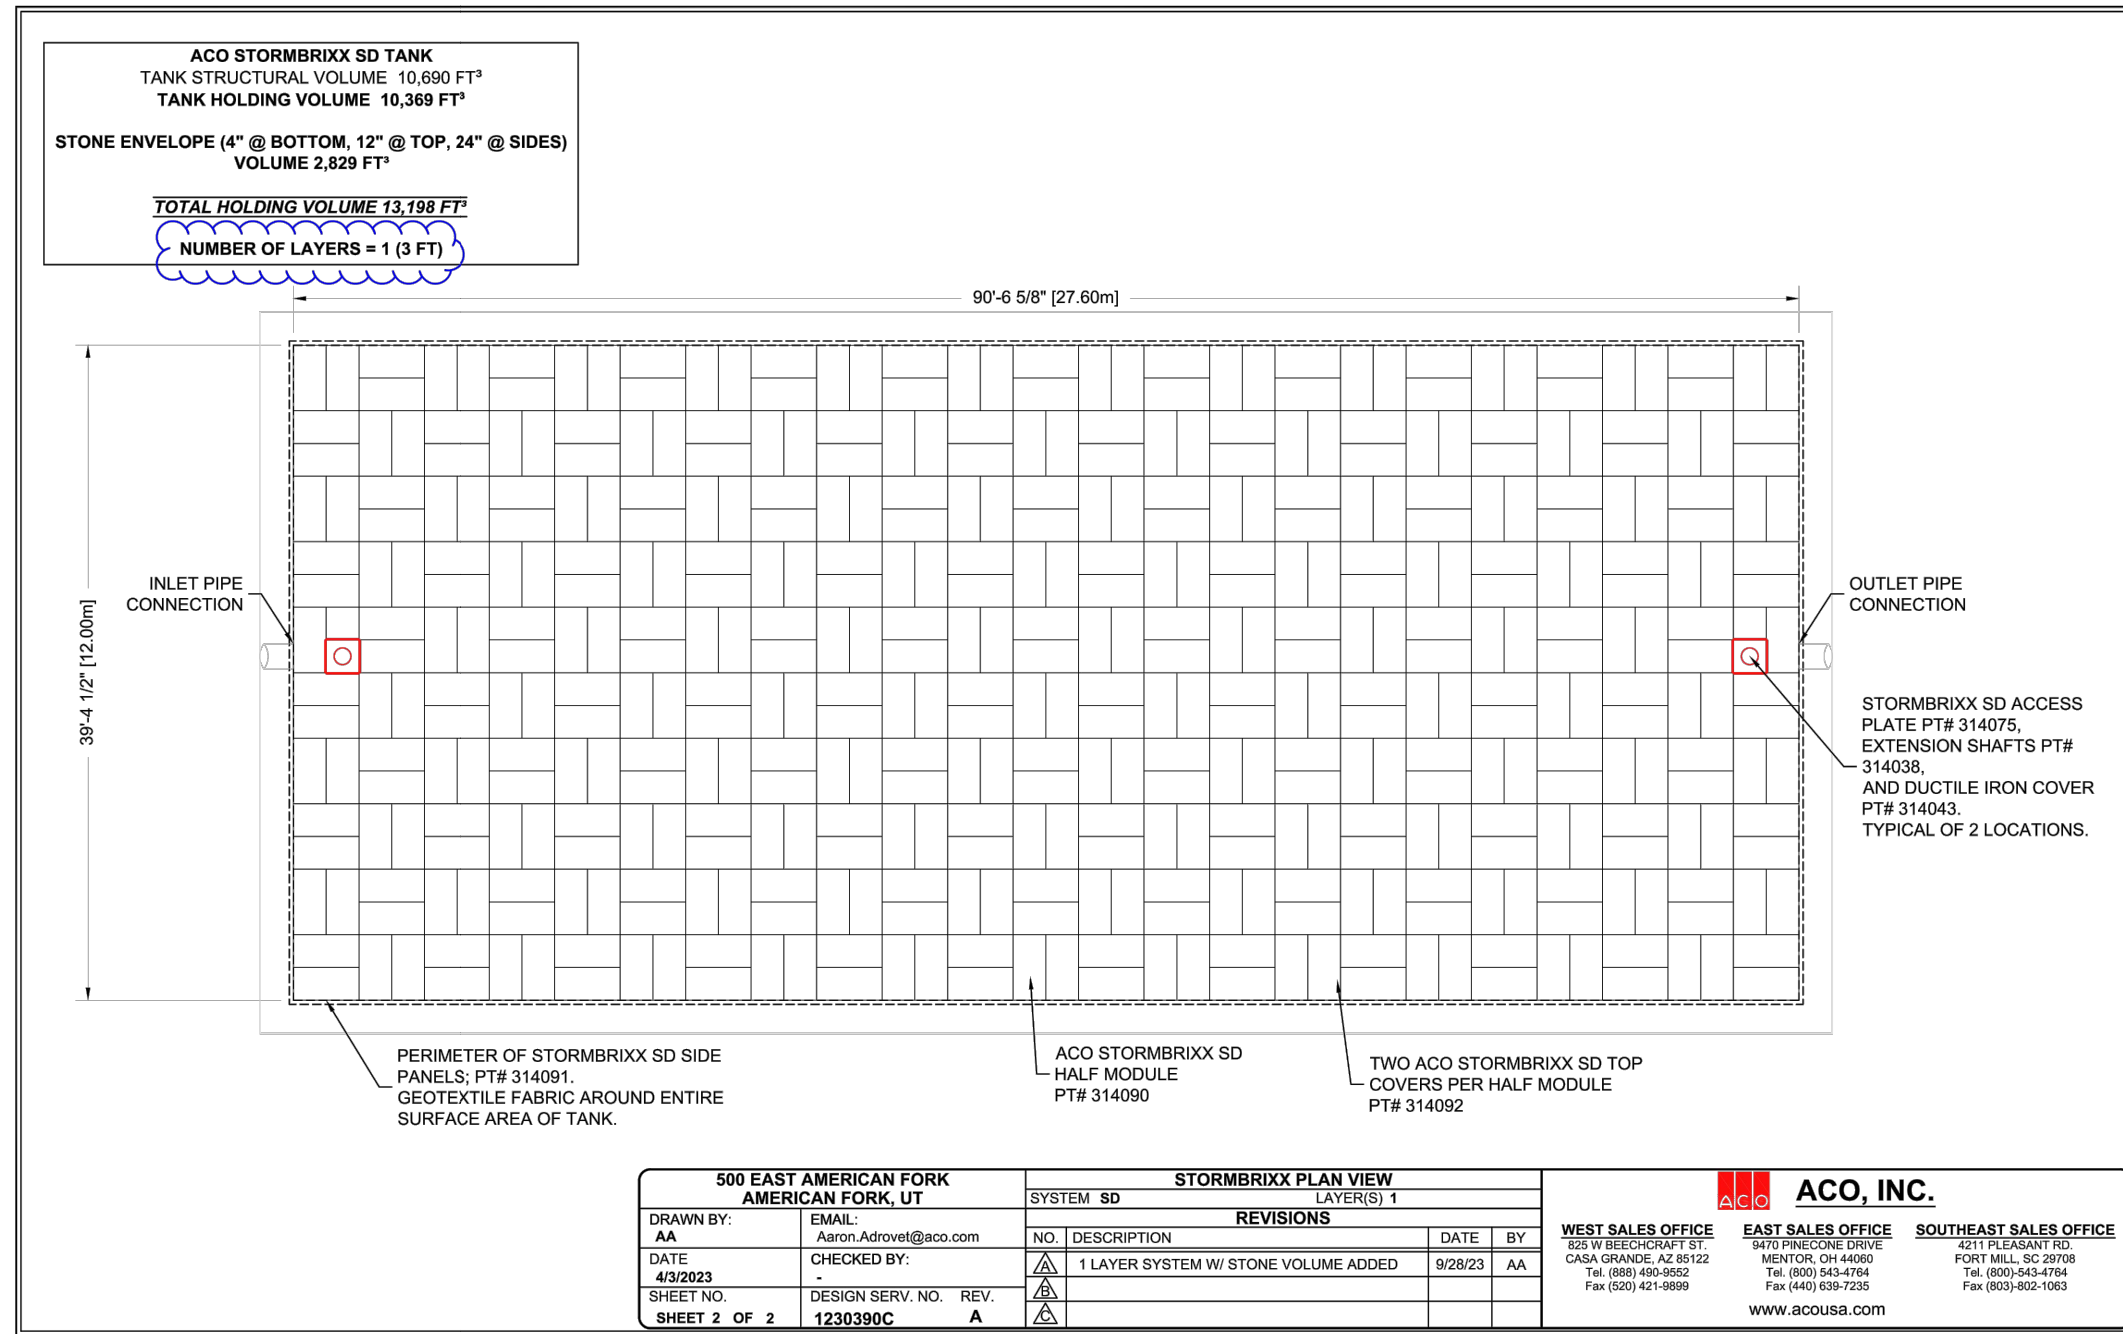 ACO STORMBRIXX SD TANK
TANK STRUCTURAL VOLUME 10,690 FT³
TANK HOLDING VOLUME 10,369 FT³
STONE ENVELOPE (4" @ BOTTOM, 12" @ TOP, 24" @ SIDES)
VOLUME 2,829 FT³
TOTAL HOLDING VOLUME 13,198 FT³
NUMBER OF LAYERS = 1 (3 FT)
90'-6 5/8" [27.60m]
39'-4 1/2" [12.00m]
INLET PIPE
CONNECTION
OUTLET PIPE
CONNECTION
STORMBRIXX SD ACCESS
PLATE PT# 314075,
EXTENSION SHAFTS PT#
314038,
AND DUCTILE IRON COVER
PT# 314043.
TYPICAL OF 2 LOCATIONS.
PERIMETER OF STORMBRIXX SD SIDE
PANELS; PT# 314091.
GEOTEXTILE FABRIC AROUND ENTIRE
SURFACE AREA OF TANK.
ACO STORMBRIXX SD
HALF MODULE
PT# 314090
TWO ACO STORMBRIXX SD TOP
COVERS PER HALF MODULE
PT# 314092
500 EAST AMERICAN FORK
AMERICAN FORK, UT
DRAWN BY:
AA
EMAIL:
Aaron.Adrovet@aco.com
DATE
4/3/2023
CHECKED BY:
-
SHEET NO.
SHEET 2 OF 2
DESIGN SERV. NO. REV.
1230390C A
STORMBRIXX PLAN VIEW
SYSTEM SD LAYER(S) 1
REVISIONS
NO. DESCRIPTION DATE BY
A 1 LAYER SYSTEM W/ STONE VOLUME ADDED 9/28/23 AA
B
C
ACO
ACO, INC.
WEST SALES OFFICE
825 W BEECHCRAFT ST.
CASA GRANDE, AZ 85122
Tel. (888) 490-9552
Fax (520) 421-9899
EAST SALES OFFICE
9470 PINECONE DRIVE
MENTOR, OH 44060
Tel. (800) 543-4764
Fax (440) 639-7235
SOUTHEAST SALES OFFICE
4211 PLEASANT RD.
FORT MILL, SC 29708
Tel. (800)-543-4764
Fax (803)-802-1063
www.acousa.com